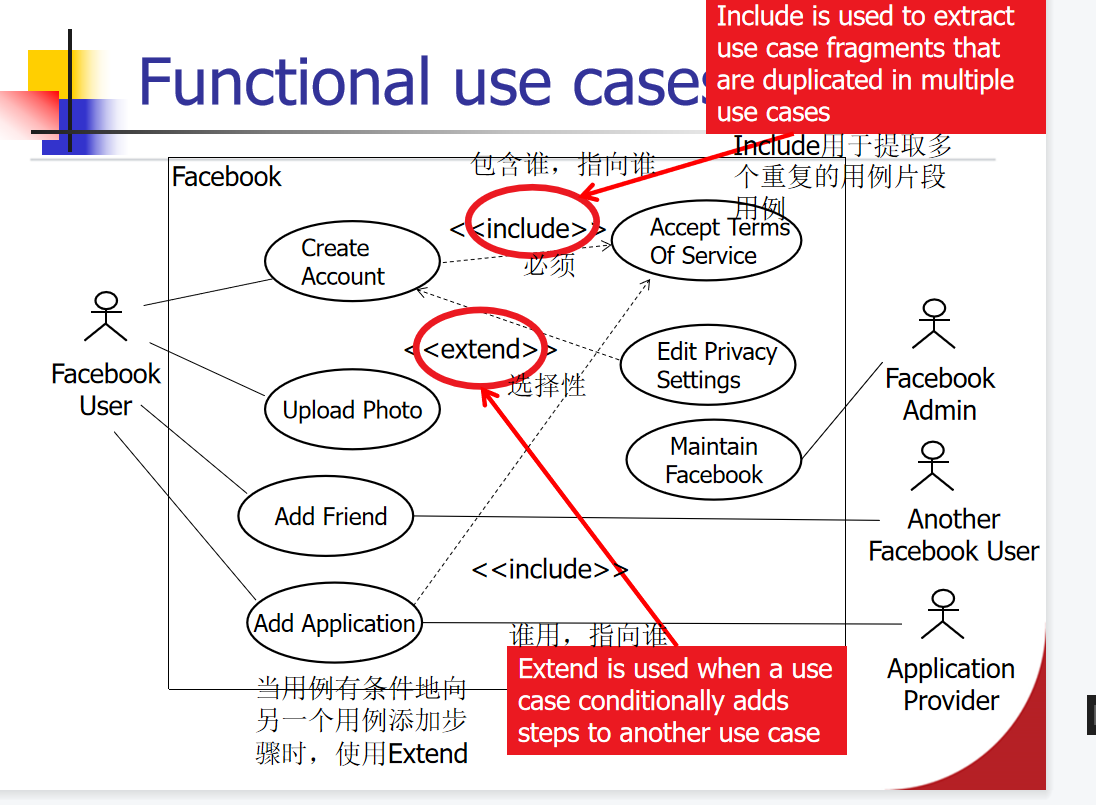 Functional use cases
Include is used to extract
use case fragments that
are duplicated in multiple
use cases
Include用于提取多
个重复的用例片段
用例
包含谁，指向谁
Facebook
<<include>>
必须
Create
Account
Accept Terms
Of Service
<<extend>>
选择性
Edit Privacy
Settings
Facebook
User
Upload Photo
Maintain
Facebook
Facebook
Admin
Add Friend
Another
Facebook User
<<include>>
Add Application
谁用，指向谁
Application
Provider
Extend is used when a use
case conditionally adds
steps to another use case
当用例有条件地向
另一个用例添加步
骤时，使用Extend